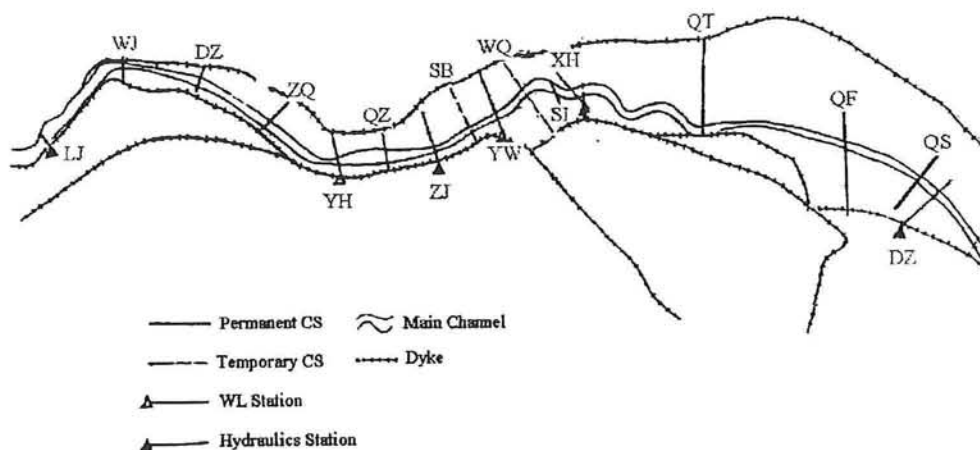 WJ
DZ
ZQ
LJ
YH
QZ
ZJ
SB
WQ
YW
XH
SJ
QT
QF
QS
DZ
Permanent CS
Main Channel
Temporary CS
Dyke
WL Station
Hydraulics Station